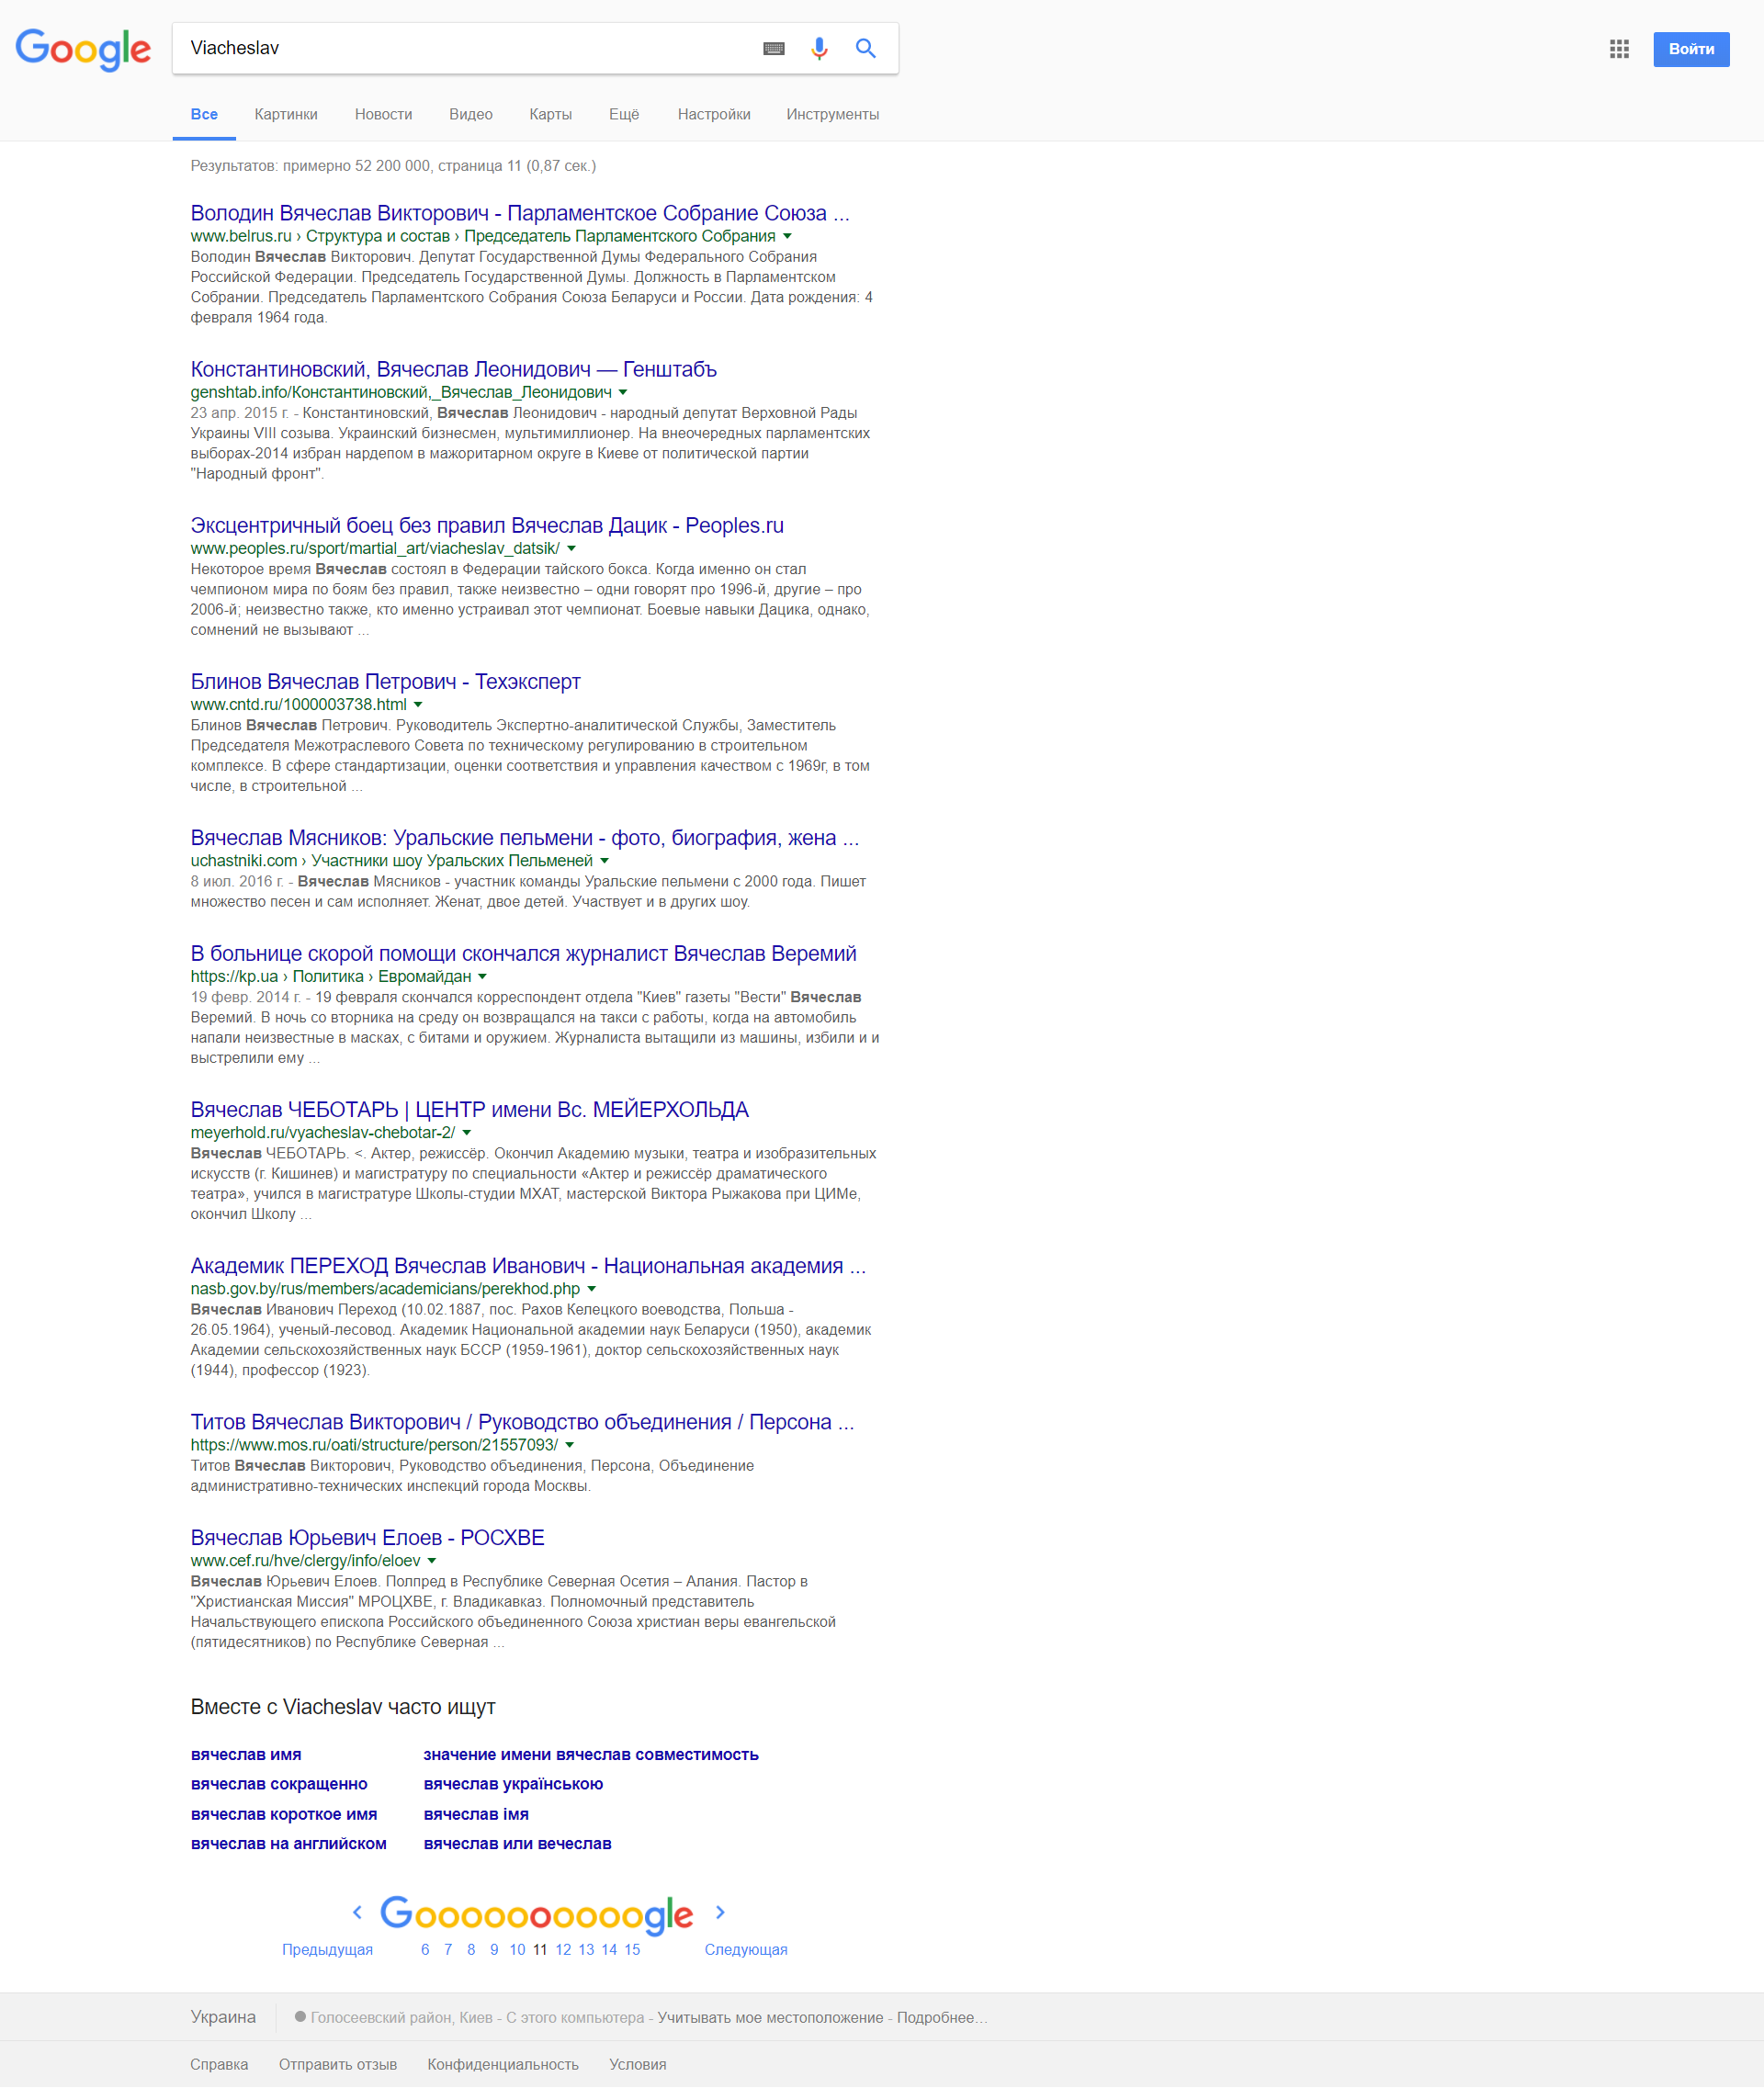 Google
Viacheslav
Войти
Все Картинки Новости Видео Карты Ещё Настройки Инструменты
Результатов: примерно 52 200 000, страница 11 (0,87 сек.)
Володин Вячеслав Викторович - Парламентское Собрание Союза ...
www.belrus.ru › Структура и состав › Председатель Парламентского Собрания
Володин Вячеслав Викторович. Депутат Государственной Думы Федерального Собрания
Российской Федерации. Председатель Государственной Думы. Должность в Парламентском
Собрании. Председатель Парламентского Собрания Союза Беларуси и России. Дата рождения: 4
февраля 1964 года.
Константиновский, Вячеслав Леонидович — Генштабъ
genshtab.info/Константиновский,_Вячеслав_Леонидович
23 апр. 2015 г. - Константиновский, Вячеслав Леонидович - народный депутат Верховной Рады
Украины VIII созыва. Украинский бизнесмен, мультимиллионер. На внеочередных парламентских
выборах-2014 избран нардепом в мажоритарном округе в Киеве от политической партии
"Народный фронт".
Эксцентричный боец без правил Вячеслав Дацик - Peoples.ru
www.peoples.ru/sport/martial_art/viacheslav_datsik/
Некоторое время Вячеслав состоял в Федерации тайского бокса. Когда именно он стал
чемпионом мира по боям без правил, также неизвестно – одни говорят про 1996-й, другие – про
2006-й; неизвестно также, кто именно устраивал этот чемпионат. Боевые навыки Дацика, однако,
сомнений не вызывают ...
Блинов Вячеслав Петрович - Техэксперт
www.cntd.ru/1000003738.html
Блинов Вячеслав Петрович. Руководитель Экспертно-аналитической Службы, Заместитель
Председателя Межотраслевого Совета по техническому регулированию в строительном
комплексе. В сфере стандартизации, оценки соответствия и управления качеством с 1969г, в том
числе, в строительной ...
Вячеслав Мясников: Уральские пельмени - фото, биография, жена ...
uchastniki.com › Участники шоу Уральских Пельменей
8 июл. 2016 г. - Вячеслав Мясников - участник команды Уральские пельмени с 2000 года. Пишет
множество песен и сам исполняет. Женат, двое детей. Участвует и в других шоу.
В больнице скорой помощи скончался журналист Вячеслав Веремий
https://kp.ua › Политика › Евромайдан
19 февр. 2014 г. - 19 февраля скончался корреспондент отдела "Киев" газеты "Вести" Вячеслав
Веремий. В ночь со вторника на среду он возвращался на такси с работы, когда на автомобиль
напали неизвестные в масках, с битами и оружием. Журналиста вытащили из машины, избили и и
выстрелили ему ...
Вячеслав ЧЕБОТАРЬ | ЦЕНТР имени Вс. МЕЙЕРХОЛЬДА
meyerhold.ru/vyacheslav-chebotar-2/
Вячеслав ЧЕБОТАРЬ. <. Актер, режиссёр. Окончил Академию музыки, театра и изобразительных
искусств (г. Кишинев) и магистратуру по специальности «Актер и режиссёр драматического
театра», учился в магистратуре Школы-студии МХАТ, мастерской Виктора Рыжакова при ЦИМе,
окончил Школу ...
Академик ПЕРЕХОД Вячеслав Иванович - Национальная академия ...
nasb.gov.by/rus/members/academicians/perekhod.php
Вячеслав Иванович Переход (10.02.1887, пос. Рахов Келецкого воеводства, Польша -
26.05.1964), ученый-лесовод. Академик Национальной академии наук Беларуси (1950), академик
Академии сельскохозяйственных наук БССР (1959-1961), доктор сельскохозяйственных наук
(1944), профессор (1923).
Титов Вячеслав Викторович / Руководство объединения / Персона ...
https://www.mos.ru/oati/structure/person/21557093/
Титов Вячеслав Викторович, Руководство объединения, Персона, Объединение
административно-технических инспекций города Москвы.
Вячеслав Юрьевич Елоев - РОСХВЕ
www.cef.ru/hve/clergy/info/eloev
Вячеслав Юрьевич Елоев. Полпред в Республике Северная Осетия – Алания. Пастор в
"Христианская Миссия" МРОЦХВЕ, г. Владикавказ. Полномочный представитель
Начальствующего епископа Российского объединенного Союза христиан веры евангельской
(пятидесятников) по Республике Северная ...
Вместе с Viacheslav часто ищут
вячеслав имя значение имени вячеслав совместимость
вячеслав сокращенно вячеслав українською
вячеслав короткое имя вячеслав імя
вячеслав на английском вячеслав или вечеслав
Goooooooooogle
Предыдущая 6 7 8 9 10 11 12 13 14 15 Следующая
Украина Голосеевский район, Киев - С этого компьютера - Учитывать мое местоположение - Подробнее...
Справка Отправить отзыв Конфиденциальность Условия